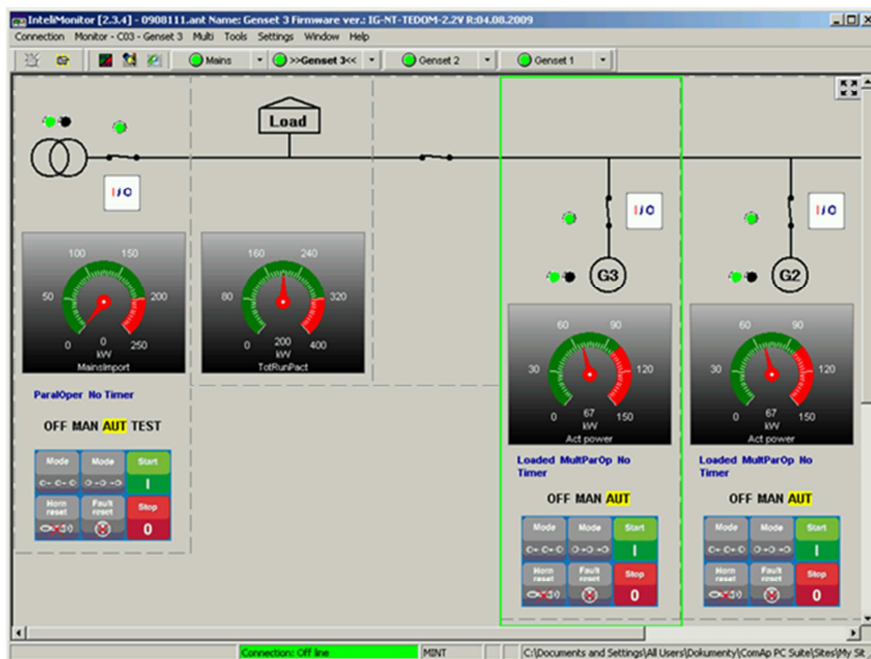 InteliMonitor [2.3.4] - 0908111.ant Name: Genset 3 Firmware ver.: IG-NT-TEDOM-2.2V R:04.08.2009
Connection Monitor - C03 - Genset 3 Multi Tools Settings Window Help
Mains >>Genset 3<< Genset 2 Genset 1
Load
I/O
I/O
I/O
G3
G2
100 150
50 200
0 0 250
kW
MainsImport
160 240
80 320
0 200 400
kW
TotRunPact
60 90
30 120
0 67 150
kW
Act power
60 90
30 120
0 67 150
kW
Act power
ParalOper No Timer
OFF MAN AUT TEST
Mode Mode Start
I
Horn reset Fault reset Stop
0
Loaded MultParOp No
Timer
OFF MAN AUT
Mode Mode Start
I
Horn reset Fault reset Stop
0
Loaded MultParOp No
Timer
OFF MAN AUT
Mode Mode Start
I
Horn reset Fault reset Stop
0
Connection: Off line MINT C:\Documents and Settings\All Users\Dokumenty\ComAp PC Suite\Sites\My Sit